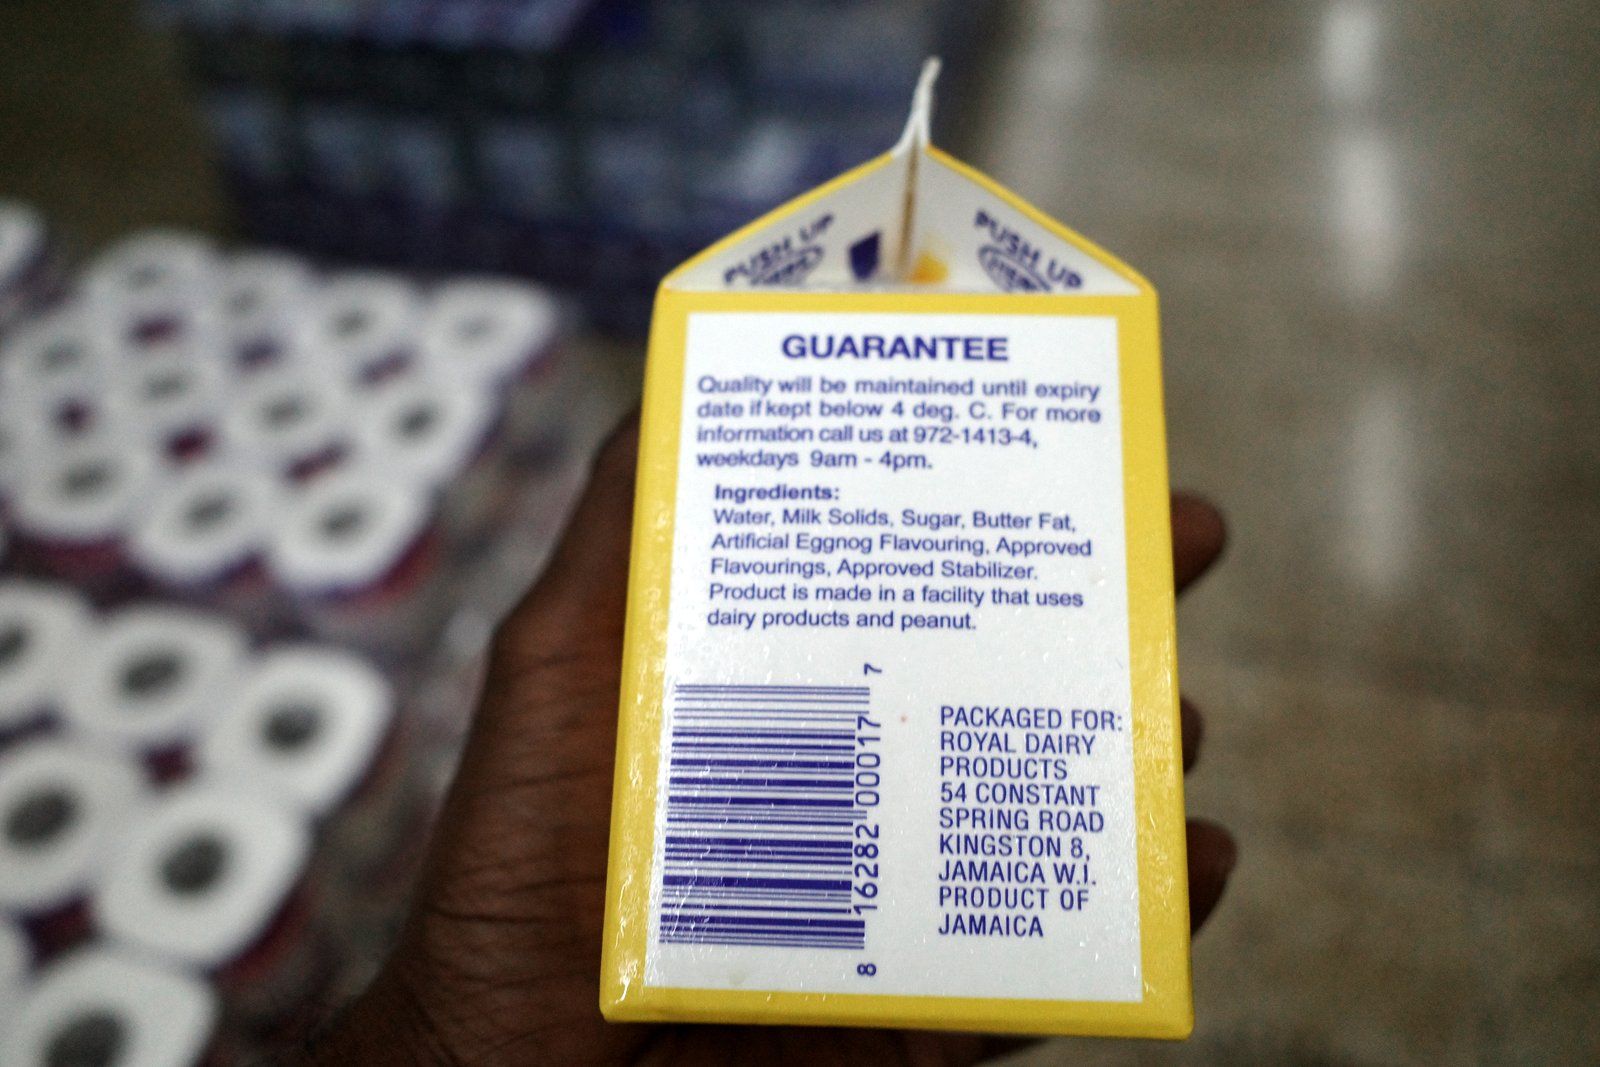 PUSH UP
HERE
PUSH UP
HERE
GUARANTEE
Quality will be maintained until expiry
date if kept below 4 deg. C. For more
information call us at 972-1413-4,
weekdays 9am - 4pm.
Ingredients:
Water, Milk Solids, Sugar, Butter Fat,
Artificial Eggnog Flavouring, Approved
Flavourings, Approved Stabilizer.
Product is made in a facility that uses
dairy products and peanut.
8 16282 00017 7
PACKAGED FOR:
ROYAL DAIRY
PRODUCTS
54 CONSTANT
SPRING ROAD
KINGSTON 8,
JAMAICA W.I.
PRODUCT OF
JAMAICA